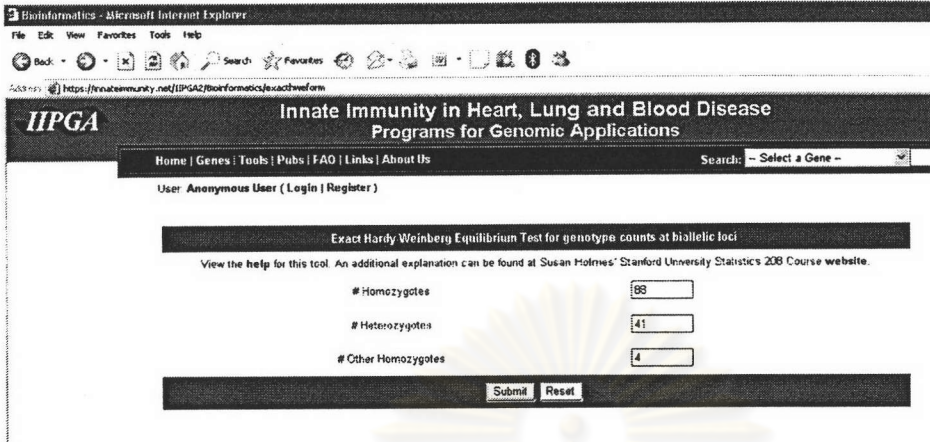 Bioinformatics - Microsoft Internet Explorer
File Edit View Favorites Tools Help
Back Search Favorites
Address https://innateimmunity.net/IIPGA2/Bioinformatics/exacthweform
IIPGA
Innate Immunity in Heart, Lung and Blood Disease
Programs for Genomic Applications
Home | Genes | Tools | Pubs | FAQ | Links | About Us Search: -- Select a Gene --
User Anonymous User ( Login | Register )
Exact Hardy Weinberg Equilibrium Test for genotype counts at biallelic loci
View the help for this tool. An additional explanation can be found at Susan Holmes' Stanford University Statistics 208 Course website.
# Homozygotes 88
# Heterozygotes 41
# Other Homozygotes 4
Submit Reset